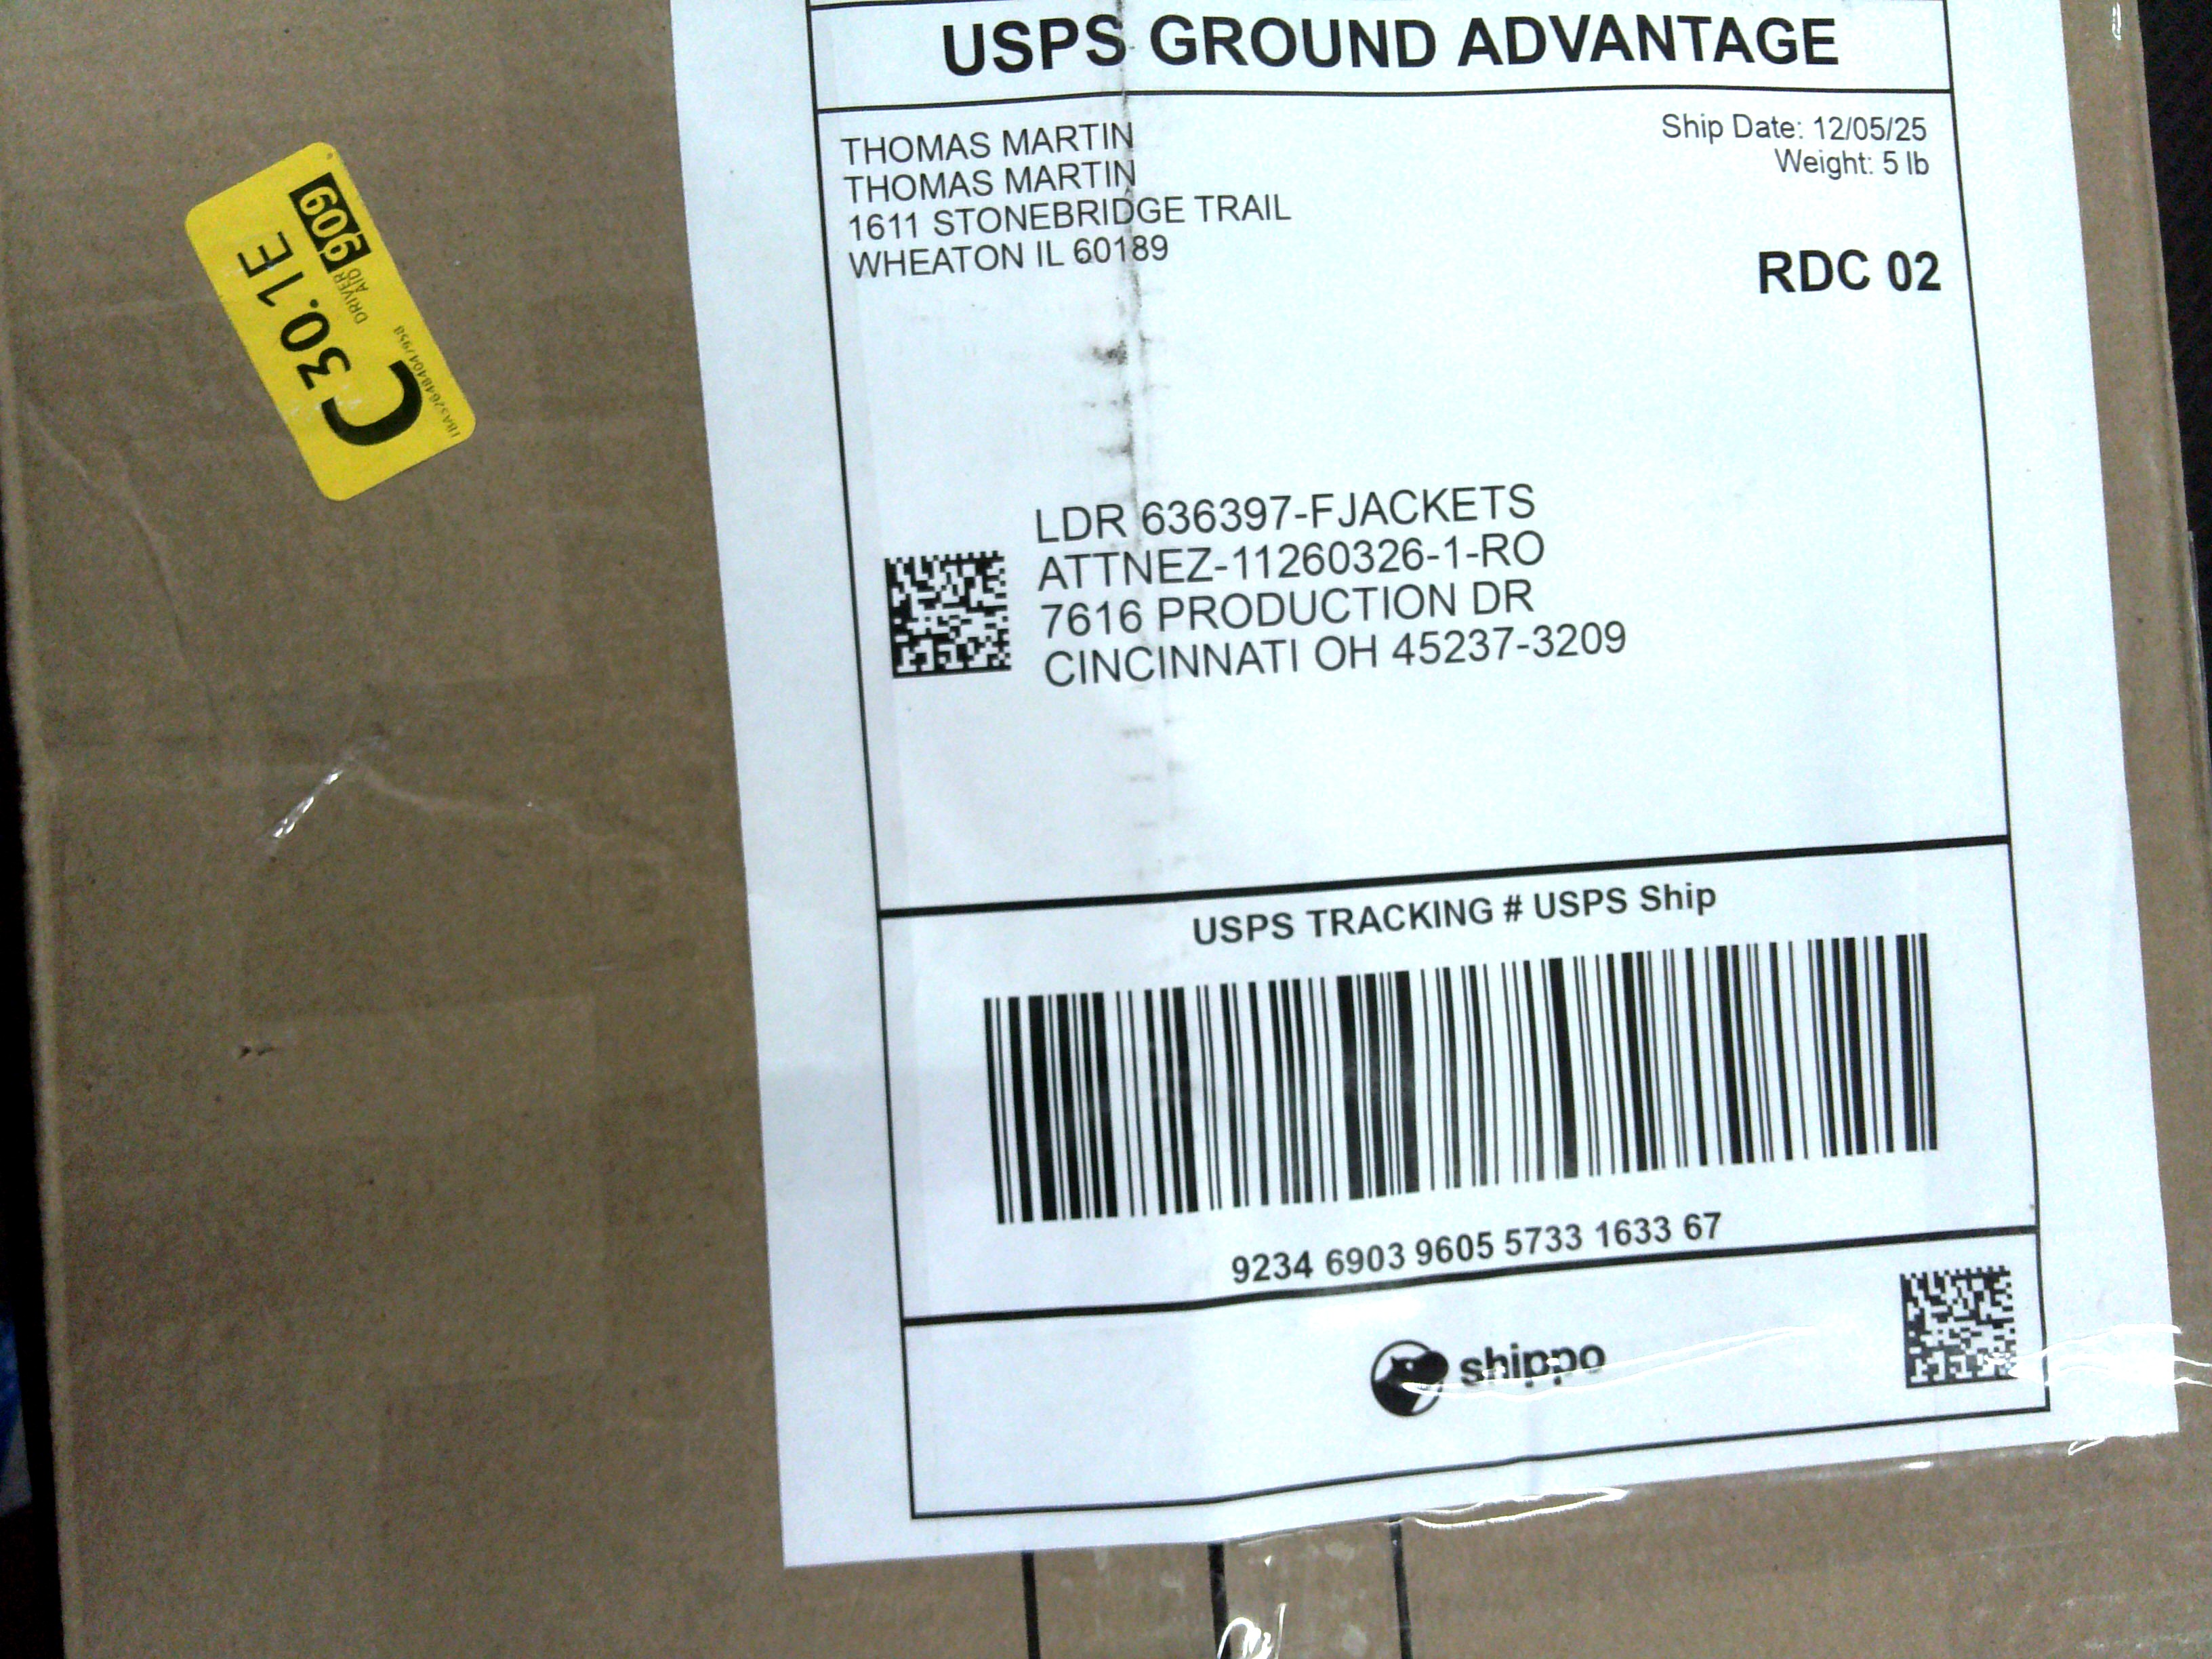 USPS GROUND ADVANTAGE
THOMAS MARTIN
THOMAS MARTIN
1611 STONEBRIDGE TRAIL
WHEATON IL 60189
Ship Date: 12/05/25
Weight: 5 lb
RDC 02
LDR 636397-FJACKETS
ATTNEZ-11260326-1-RO
7616 PRODUCTION DR
CINCINNATI OH 45237-3209
USPS TRACKING # USPS Ship
9234 6903 9605 5733 1633 67
shippo
C 30.1E
DRIVER AID 909